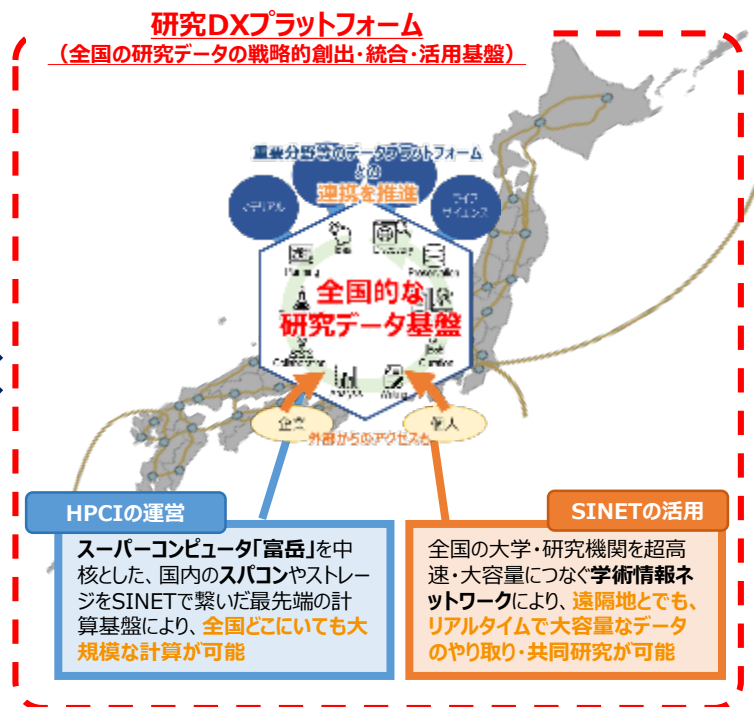 研究DXプラットフォーム
（全国の研究データの戦略的創出・統合・活用基盤）
重要分野等のデータプラットフォーム
との
連携を推進
マテリアル
ライフ
サイエンス
Planning
Preservation
全国的な
研究データ基盤
Collaboration
Curation
Analysis
Writing
企業
個人
外部からのアクセスも
HPCIの運営
スーパーコンピュータ「富岳」を中
核とした、国内のスパコンやストレー
ジをSINETで繋いだ最先端の計
算基盤により、全国どこにいても大
規模な計算が可能
SINETの活用
全国の大学・研究機関を超高
速・大容量につなぐ学術情報ネ
ットワークにより、遠隔地とでも、
リアルタイムで大容量なデータ
のやり取り・共同研究が可能